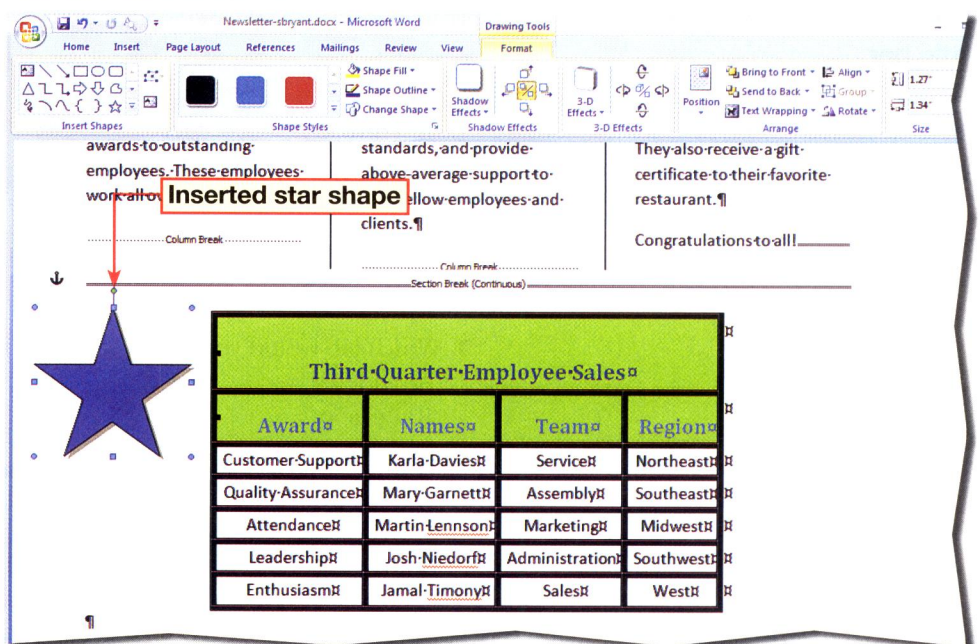 Newsletter-sbryant.docx - Microsoft Word
Drawing Tools
Home Insert Page Layout References Mailings Review View Format
Shape Fill
Shape Outline
Change Shape
Shadow Effects
3-D Effects
Position
Bring to Front
Send to Back
Text Wrapping
Align
Group
Rotate
1.27"
1.34"
Insert Shapes Shape Styles Shadow Effects 3-D Effects Arrange Size
awards·to·outstanding·
employees.·These·employees·
work·all·
Inserted star shape
Column Break
standards,·and·provide·
above-average·support·to·
ellow·employees·and·
clients.¶
Column Break
They·also·receive·a·gift·
certificate·to·their·favorite·
restaurant.¶
Congratulations·to·all!
Section Break (Continuous)
Third·Quarter·Employee·Sales¤ ¤
Award¤ Names¤ Team¤ Region¤ ¤
Customer·Support¤ Karla·Davies¤ Service¤ Northeast¤ ¤
Quality·Assurance¤ Mary·Garnett¤ Assembly¤ Southeast¤ ¤
Attendance¤ Martin·Lennson¤ Marketing¤ Midwest¤ ¤
Leadership¤ Josh·Niedorf¤ Administration¤ Southwest¤ ¤
Enthusiasm¤ Jamal·Timony¤ Sales¤ West¤ ¤
¶